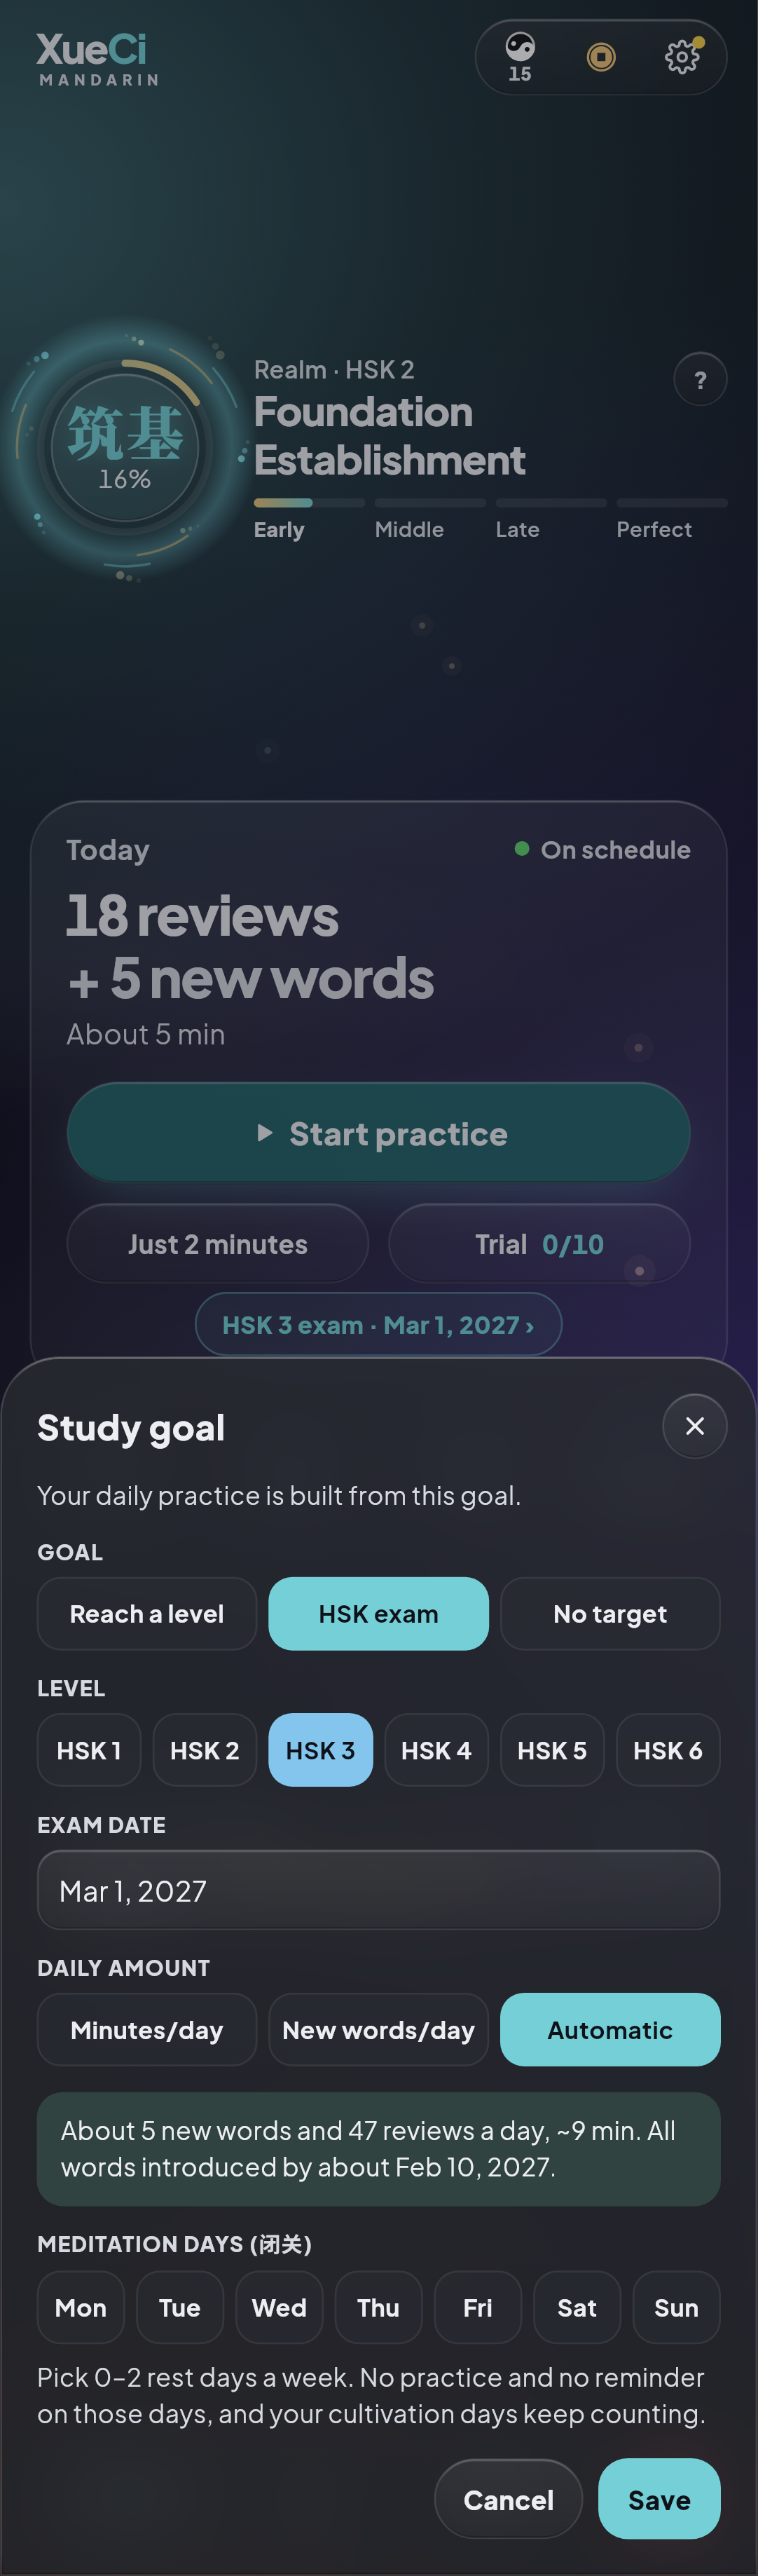 XueCi
MANDARIN
15
筑基
16%
Realm · HSK 2
?
Foundation
Establishment
Early Middle Late Perfect
Today
On schedule
18 reviews
+ 5 new words
About 5 min
Start practice
Just 2 minutes
Trial 0/10
HSK 3 exam · Mar 1, 2027 ›
Study goal
Your daily practice is built from this goal.
GOAL
Reach a level HSK exam No target
LEVEL
HSK 1 HSK 2 HSK 3 HSK 4 HSK 5 HSK 6
EXAM DATE
Mar 1, 2027
DAILY AMOUNT
Minutes/day New words/day Automatic
About 5 new words and 47 reviews a day, ~9 min. All
words introduced by about Feb 10, 2027.
MEDITATION DAYS (闭关)
Mon Tue Wed Thu Fri Sat Sun
Pick 0–2 rest days a week. No practice and no reminder
on those days, and your cultivation days keep counting.
Cancel Save